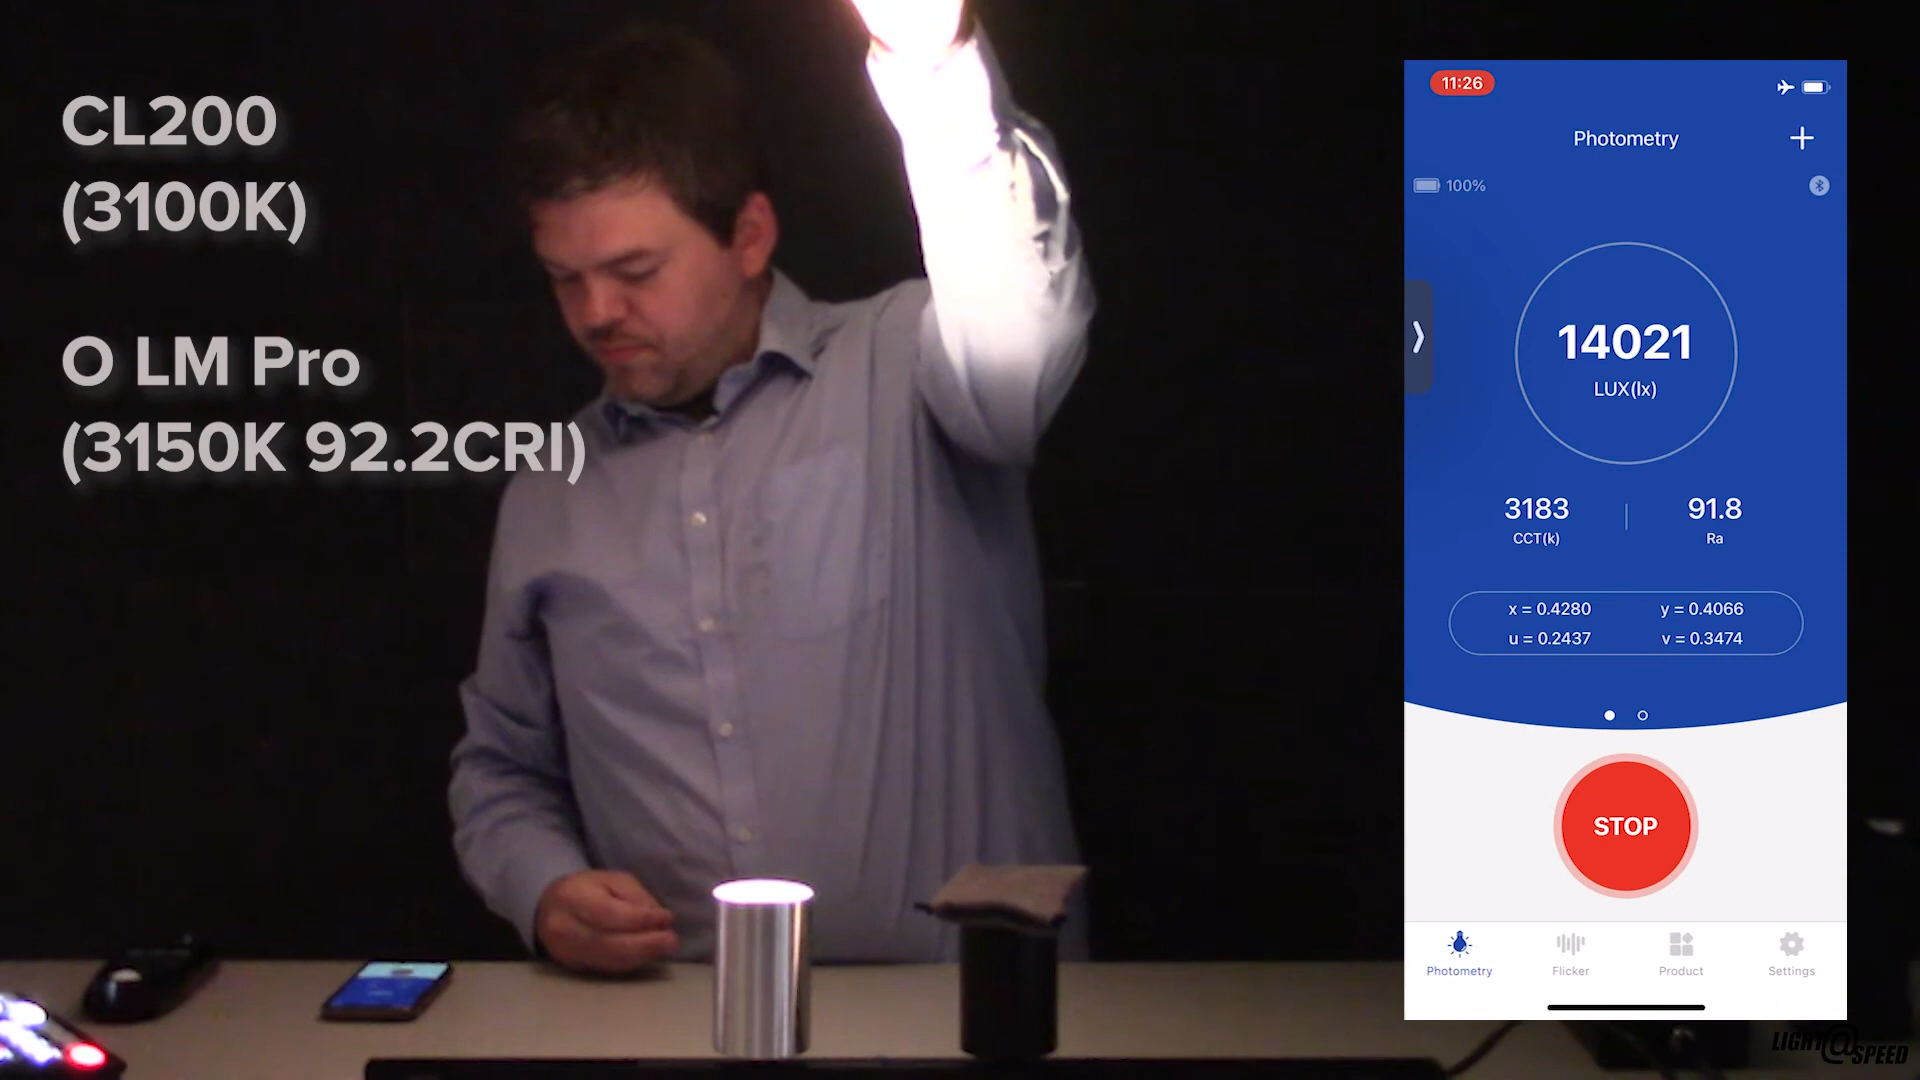 CL200
(3100K)
O LM Pro
(3150K 92.2CRI)
11:26
Photometry
100%
14021
LUX(lx)
3183
CCT(k)
91.8
Ra
x = 0.4280
y = 0.4066
u = 0.2437
v = 0.3474
STOP
Photometry
Flicker
Product
Settings
LIGHT@SPEED